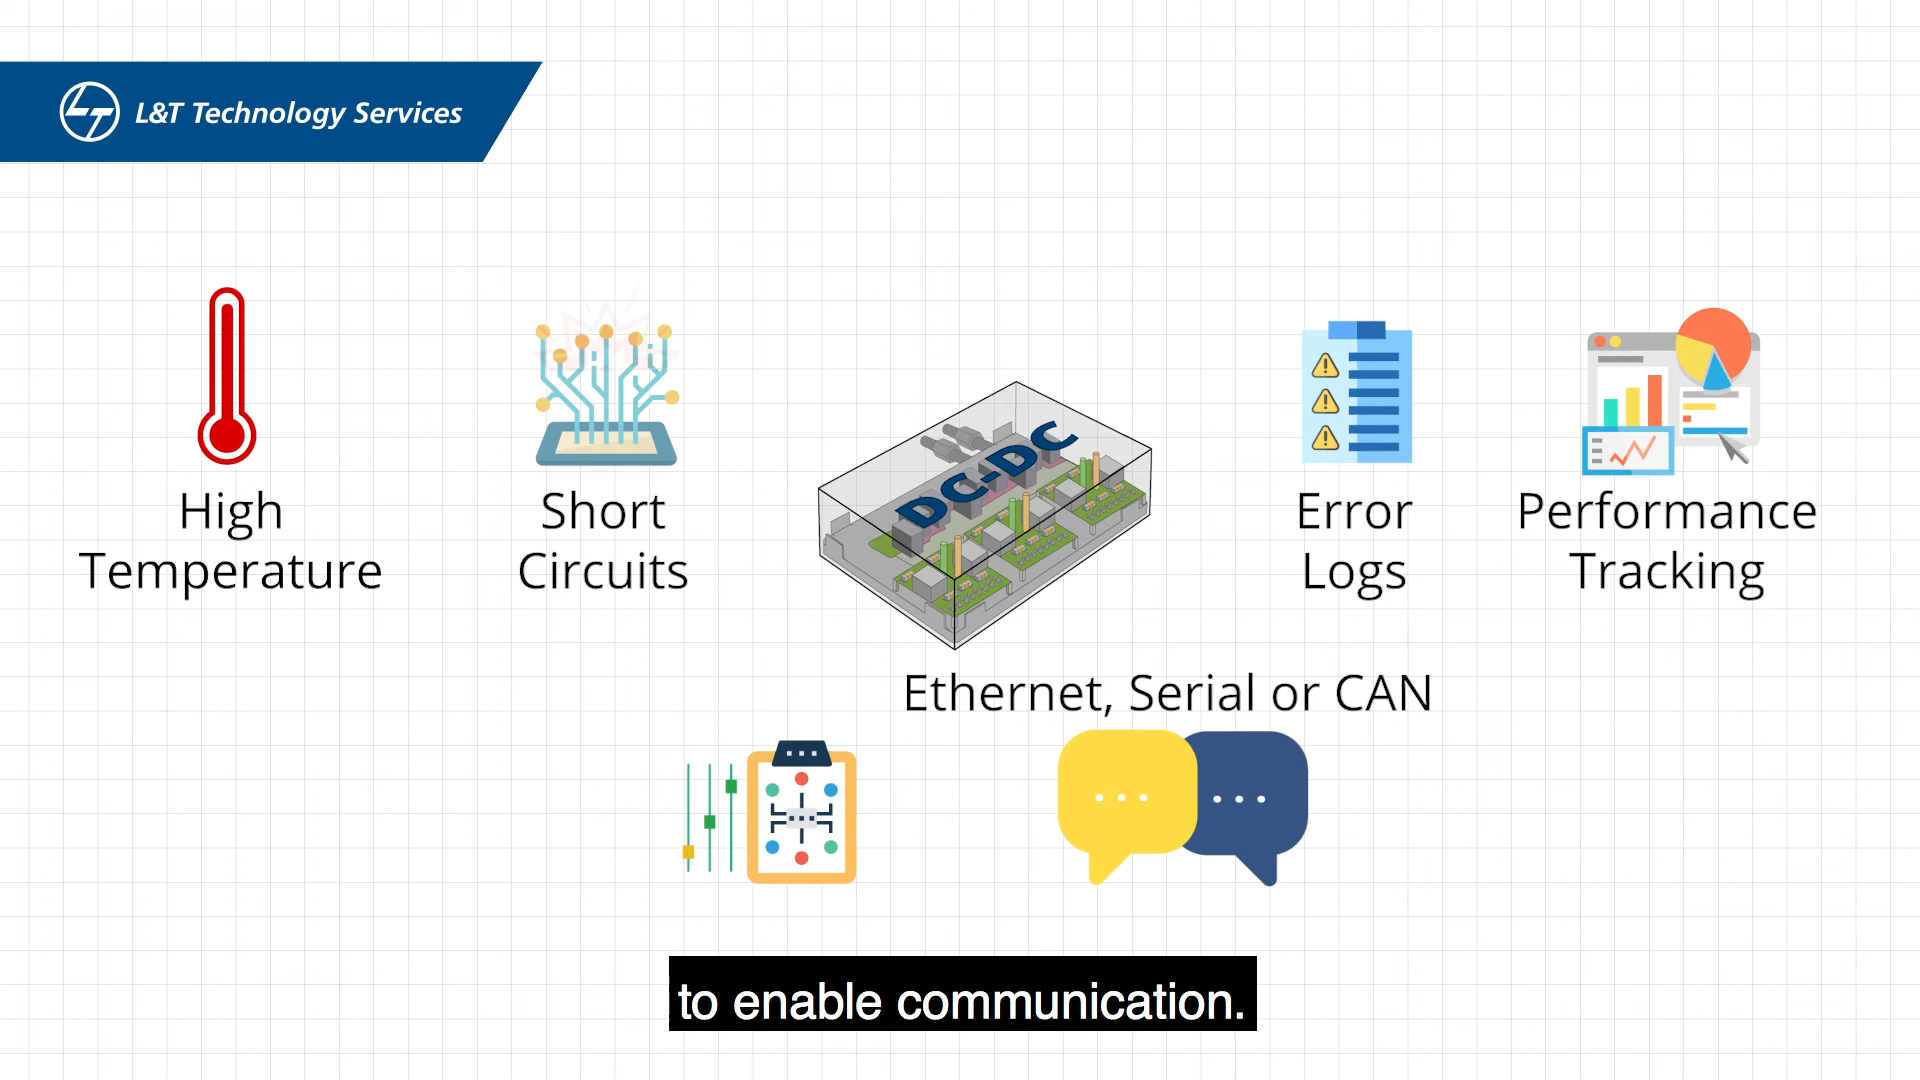 L&T Technology Services
High
Temperature
Short
Circuits
DC-DC
Error
Logs
Performance
Tracking
Ethernet, Serial or CAN
to enable communication.